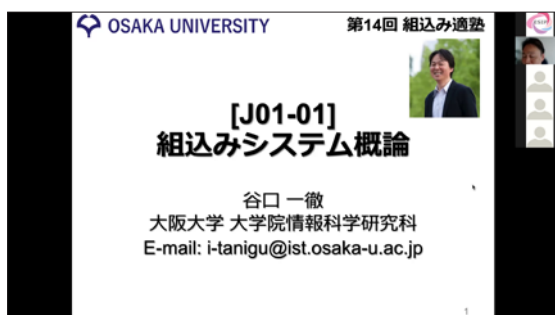 OSAKA UNIVERSITY
第14回 組込み適塾
[J01-01]
組込みシステム概論
谷口 一徹
大阪大学 大学院情報科学研究科
E-mail: i-tanigu@ist.osaka-u.ac.jp
1